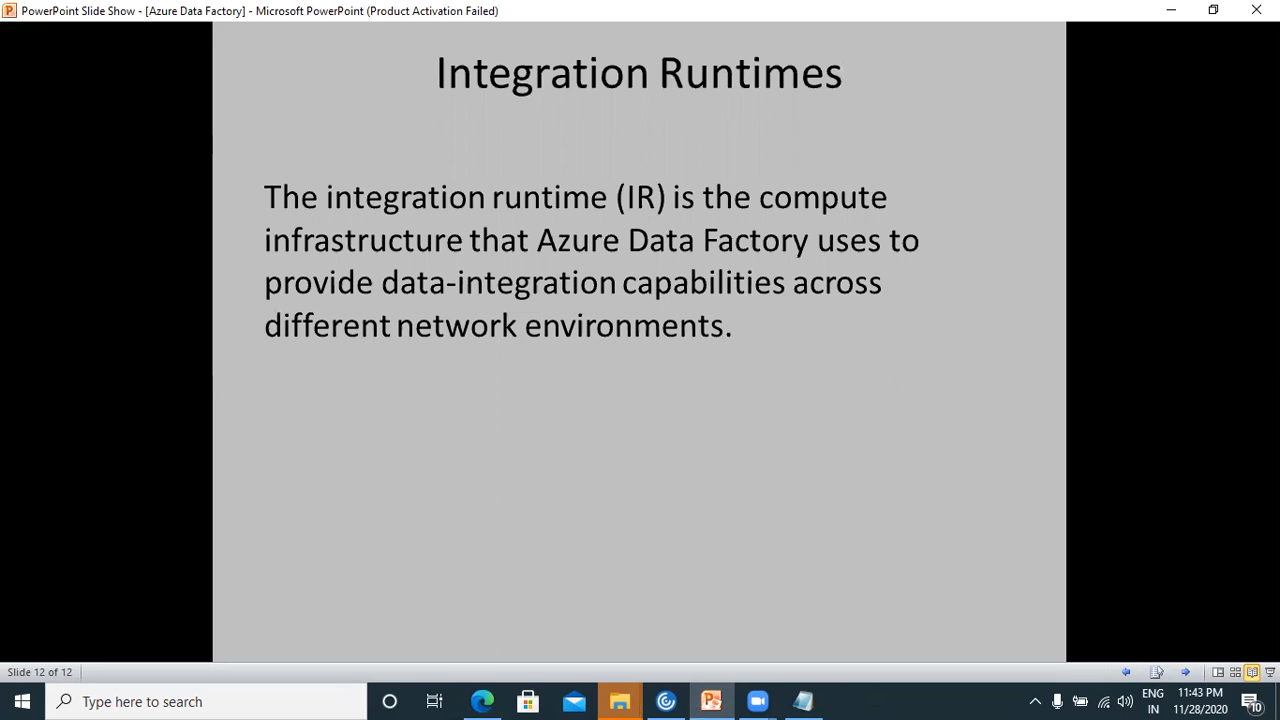 PowerPoint Slide Show - [Azure Data Factory] - Microsoft PowerPoint (Product Activation Failed)
Integration Runtimes
The integration runtime (IR) is the compute
infrastructure that Azure Data Factory uses to
provide data-integration capabilities across
different network environments.
Slide 12 of 12
Type here to search
ENG
IN
11:43 PM
11/28/2020
10